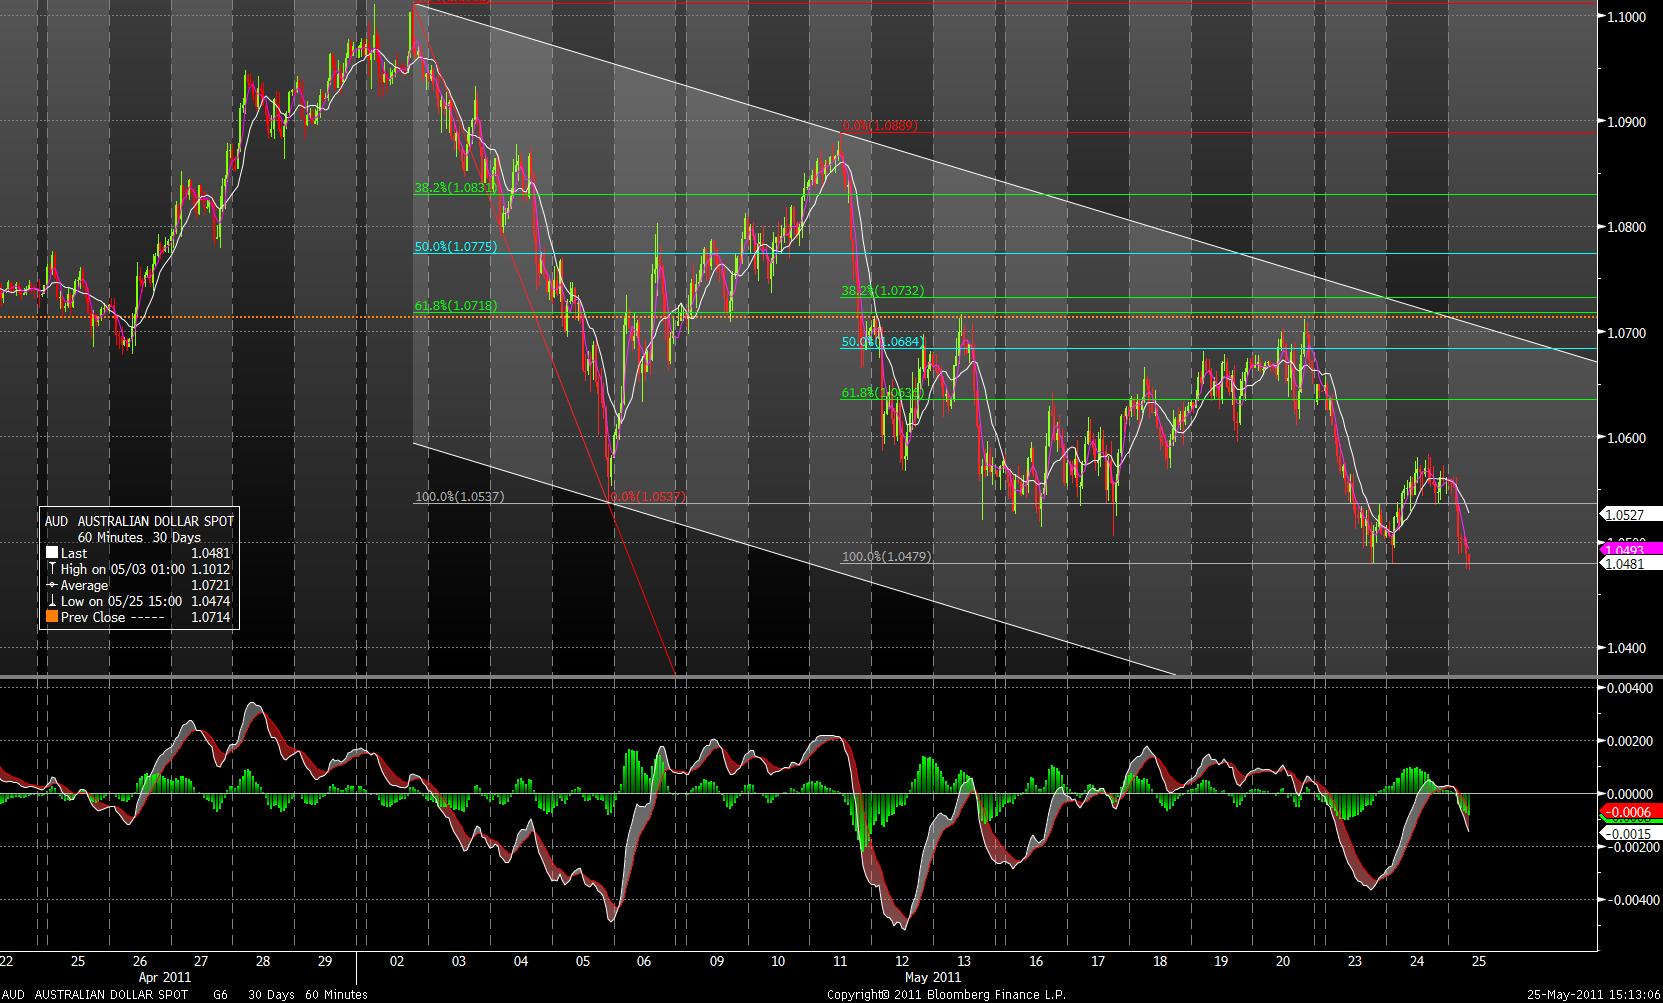 1.1000
0.0%(1.0889)
1.0900
38.2%(1.0831)
1.0800
50.0%(1.0775)
38.2%(1.0732)
61.8%(1.0718)
1.0700
50.0%(1.0684)
61.8%(1.0636)
1.0600
100.0%(1.0537)
0.0%(1.0537)
1.0527
1.0500
1.0493
100.0%(1.0479)
1.0481
1.0400
AUD AUSTRALIAN DOLLAR SPOT
60 Minutes 30 Days
Last 1.0481
High on 05/03 01:00 1.1012
Average 1.0721
Low on 05/25 15:00 1.0474
Prev Close ----- 1.0714
0.00400
0.00200
0.00000
-0.0006
-0.0015
-0.00200
-0.00400
22 25 26 27 28 29 02 03 04 05 06 09 10 11 12 13 16 17 18 19 20 23 24 25
Apr 2011 May 2011
AUD AUSTRALIAN DOLLAR SPOT G6 30 Days 60 Minutes Copyright© 2011 Bloomberg Finance L.P. 25-May-2011 15:13:06